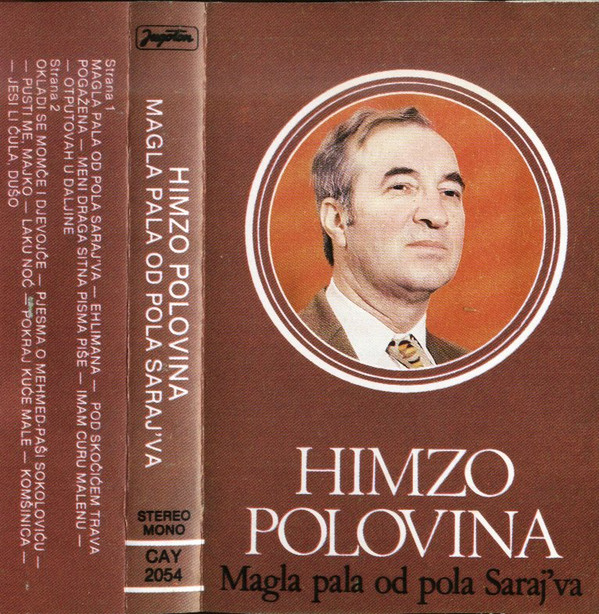 Strana 1
MAGLA PALA OD POLA SARAJ'VA — EHLIMANA — POD SKOČIĆEM TRAVA
POGAŽENA — MENI DRAGA SITNA PISMA PIŠE — IMAM CURU MALENU —
— OTPUTOVAH U DALJINE
Strana 2
OKLADI SE MOMČE I DJEVOJČE — PJESMA O MEHMED-PAŠI SOKOLOVIĆU —
— PUSTI ME, MAJKO — LAKU NOĆ — POKRAJ KUĆE MALE — KOMŠINICA —
— JESI LI ČULA, DUŠO
Jugoton
HIMZO POLOVINA
MAGLA PALA OD POLA SARAJ'VA
STEREO
MONO
CAY
2054
HIMZO
POLOVINA
Magla pala od pola Saraj'va